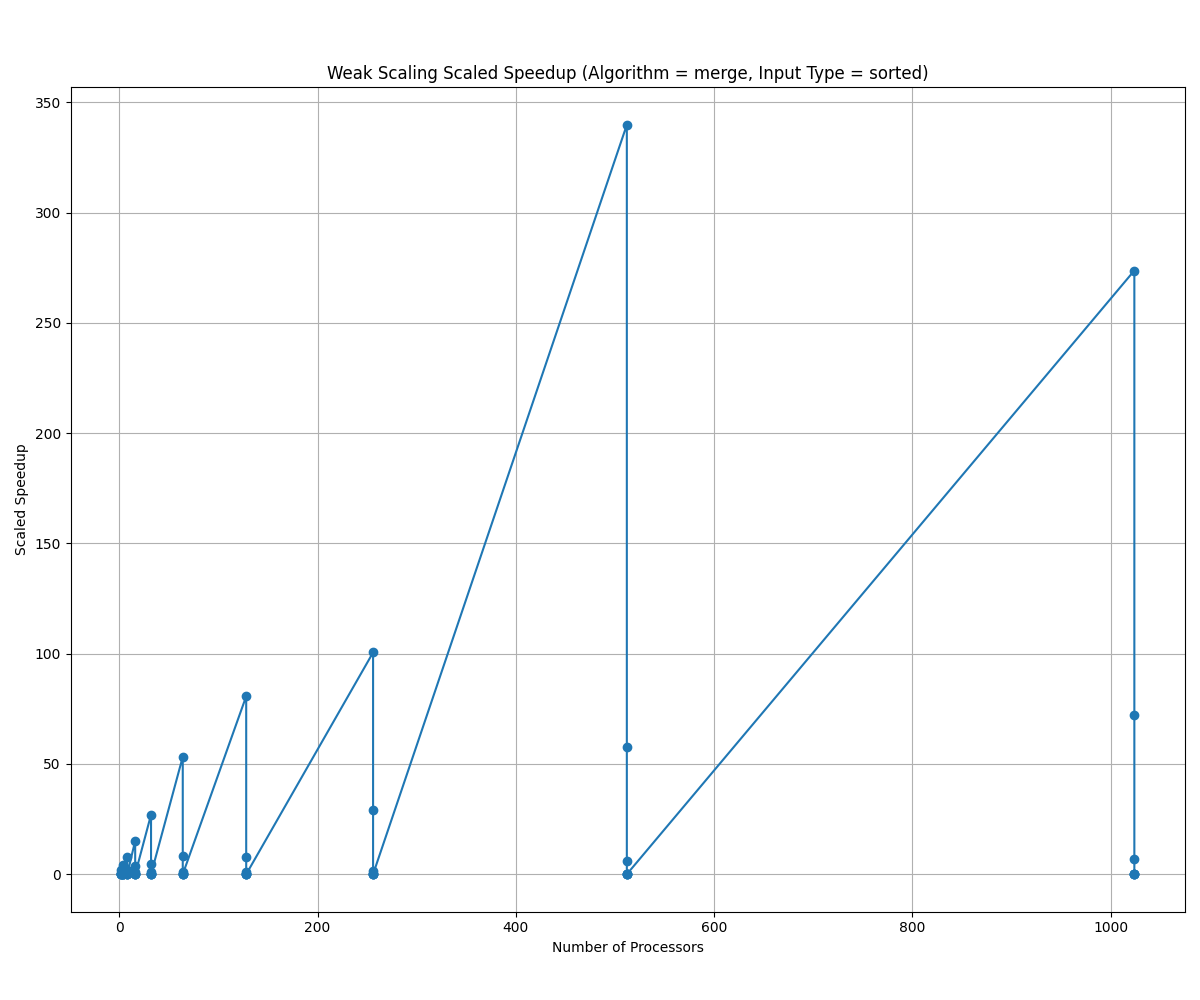 Weak Scaling Scaled Speedup (Algorithm = merge, Input Type = sorted)
350
300
250
200
150
100
50
0
Scaled Speedup
0 200 400 600 800 1000
Number of Processors